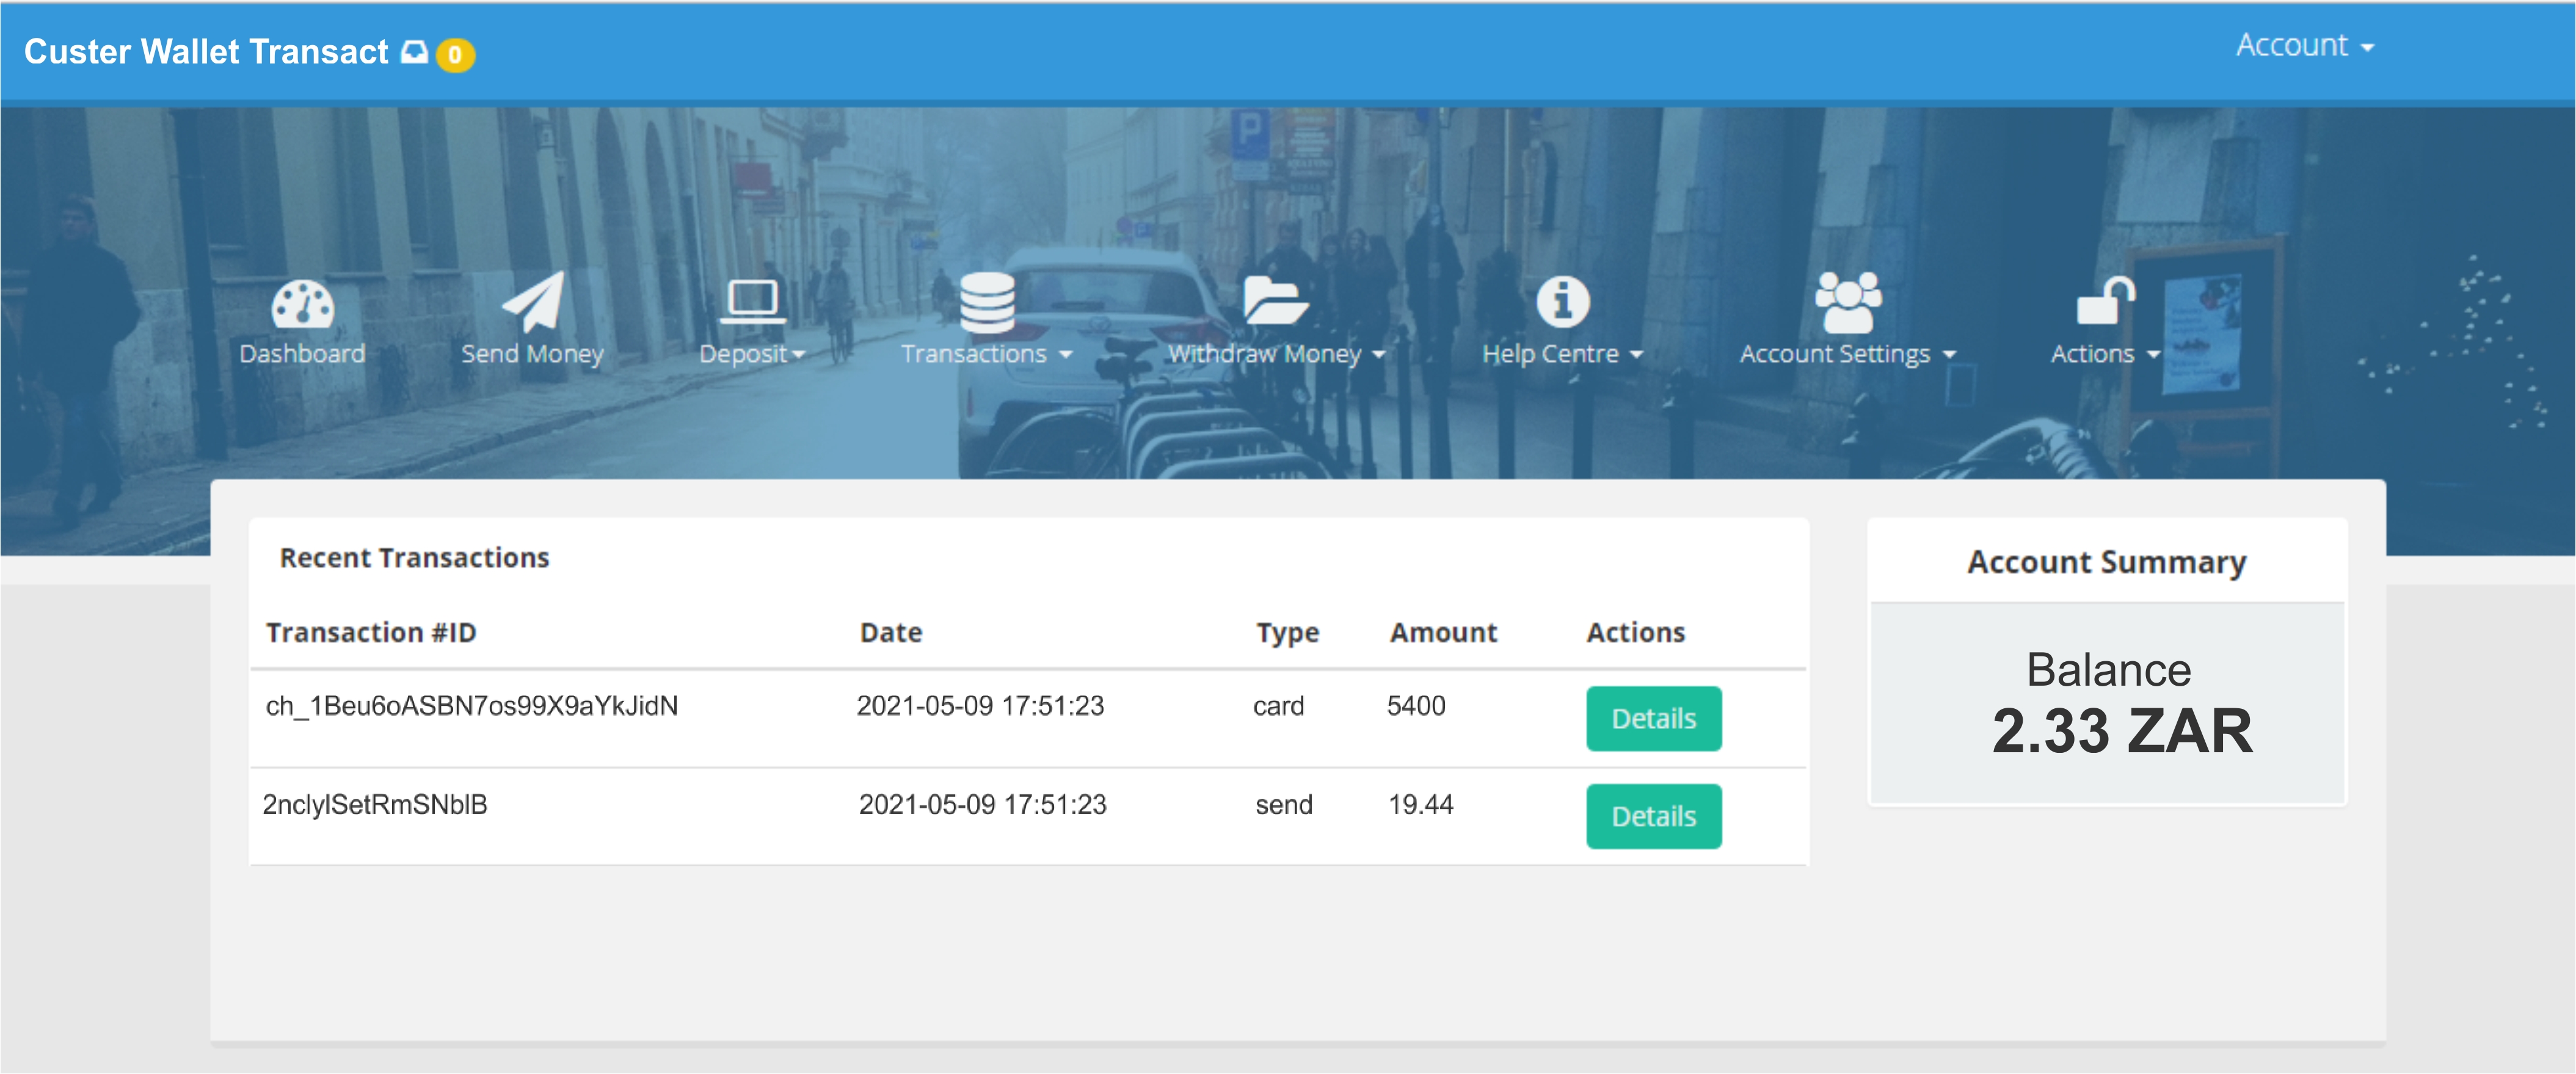 Custer Wallet Transact 0
Account
P
Dashboard
Send Money
Deposit
Transactions
Withdraw Money
Help Centre
Account Settings
Actions
Recent Transactions
Transaction #ID Date Type Amount Actions
ch_1Beu6oASBN7os99X9aYkJidN 2021-05-09 17:51:23 card 5400 Details
2nclylSetRmSNblB 2021-05-09 17:51:23 send 19.44 Details
Account Summary
Balance
2.33 ZAR